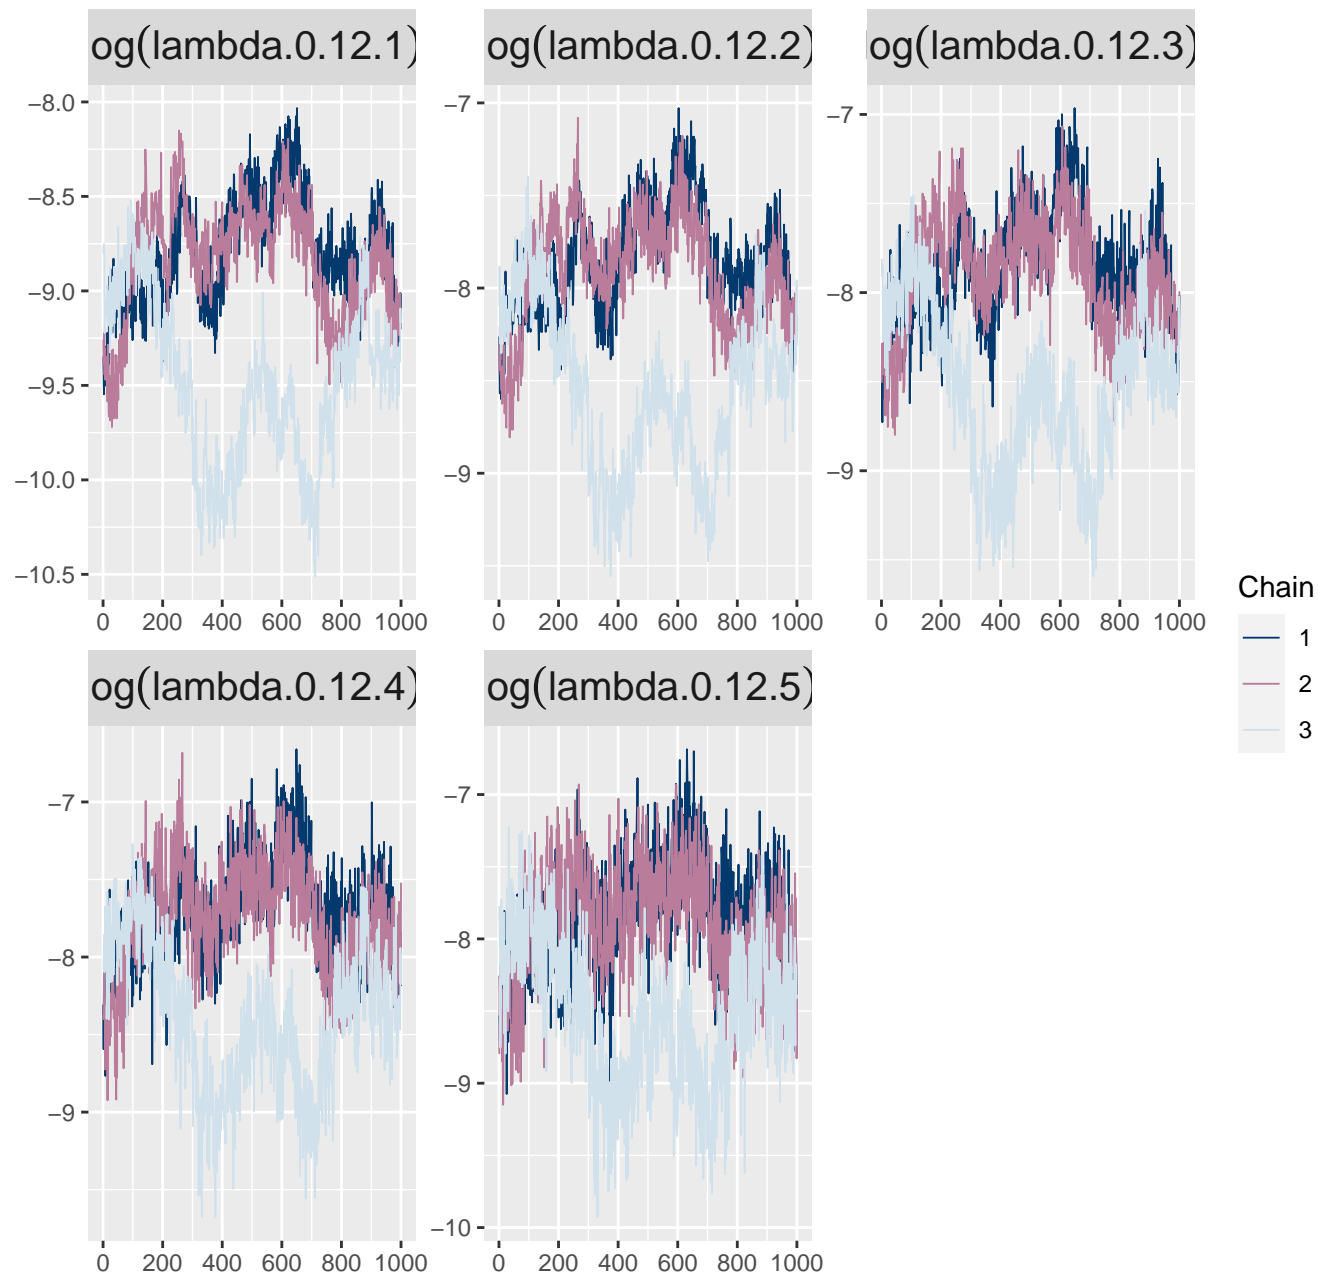 og(lambda.0.12.1) og(lambda.0.12.2) og(lambda.0.12.3)
−8.0 −7 −7
−8.5
−9.0 −8 −8
−9.5
−10.0 −9 −9
−10.5
0 200 400 600 800 1000 0 200 400 600 800 1000 0 200 400 600 800 1000
Chain
1
2
3
og(lambda.0.12.4) og(lambda.0.12.5)
−7 −7
−8 −8
−9 −9
−10
0 200 400 600 800 1000 0 200 400 600 800 1000